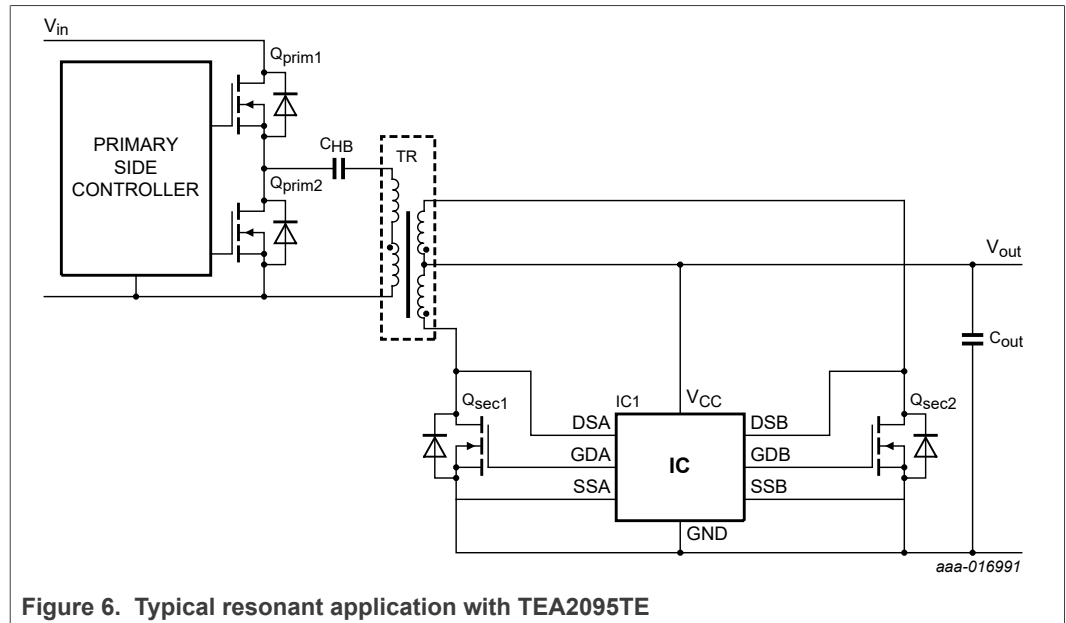 Vin
Qprim1
PRIMARY
SIDE
CONTROLLER
CHB
TR
Qprim2
Vout
Cout
Qsec1
IC1
VCC
Qsec2
DSA
DSB
GDA
IC
GDB
SSA
SSB
GND
aaa-016991
Figure 6. Typical resonant application with TEA2095TE